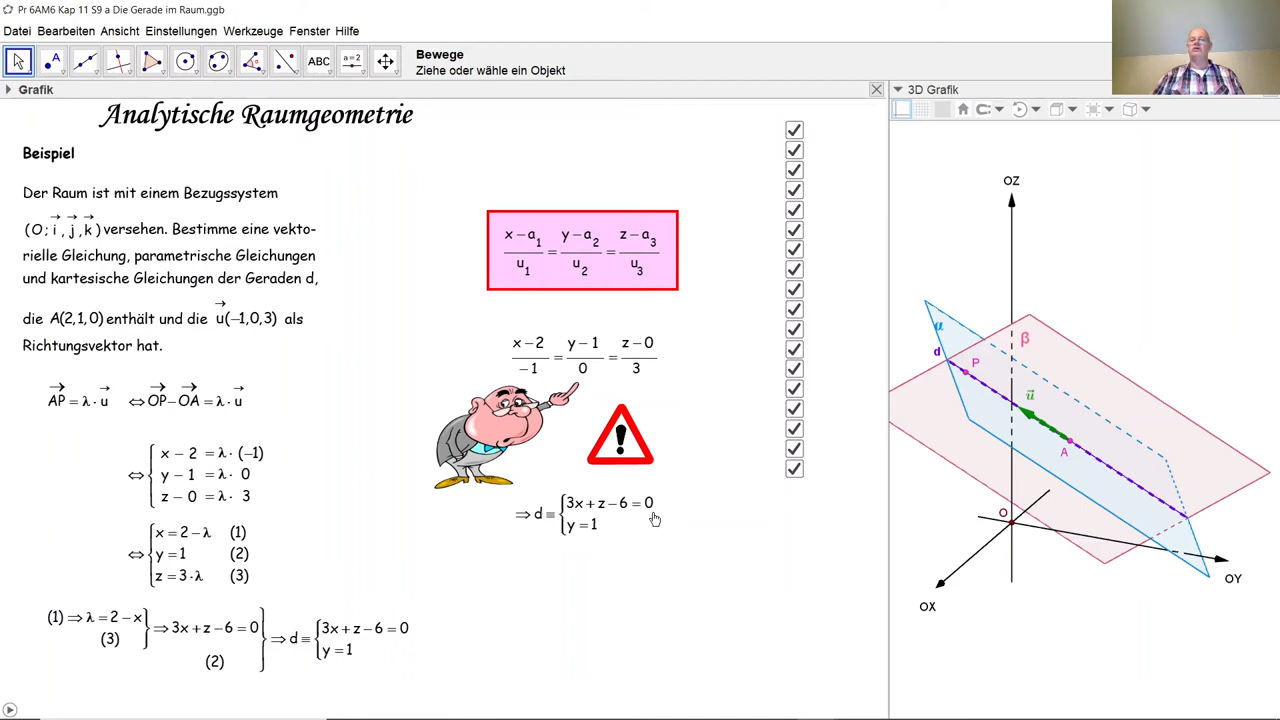 Pr 6AM6 Kap 11 S9 a Die Gerade im Raum.ggb
Datei Bearbeiten Ansicht Einstellungen Werkzeuge Fenster Hilfe
A ABC a=2
Bewege
Ziehe oder wähle ein Objekt
Grafik
3D Grafik
Analytische Raumgeometrie
Beispiel
Der Raum ist mit einem Bezugssystem
(O; i⃗, j⃗, k⃗) versehen. Bestimme eine vekto-
rielle Gleichung, parametrische Gleichungen
und kartesische Gleichungen der Geraden d,
die A(2,1,0) enthält und die u⃗(−1,0,3) als
Richtungsvektor hat.
AP⃗ = λ· u⃗ ⇔ OP⃗ − OA⃗ = λ· u⃗
⇔ { x − 2 = λ· (−1)
y − 1 = λ· 0
z − 0 = λ· 3
⇔ { x = 2 − λ (1)
y = 1 (2)
z = 3·λ (3)
(1) ⇒ λ = 2 − x
(3) } ⇒ 3x + z − 6 = 0
(2) } ⇒ d ≡ { 3x + z − 6 = 0
y = 1
x − a₁ / u₁ = y − a₂ / u₂ = z − a₃ / u₃
x − 2 / −1 = y − 1 / 0 = z − 0 / 3
!
⇒ d ≡ { 3x + z − 6 = 0
y = 1
OZ
α
β
d
P
u⃗
A
O
OY
OX